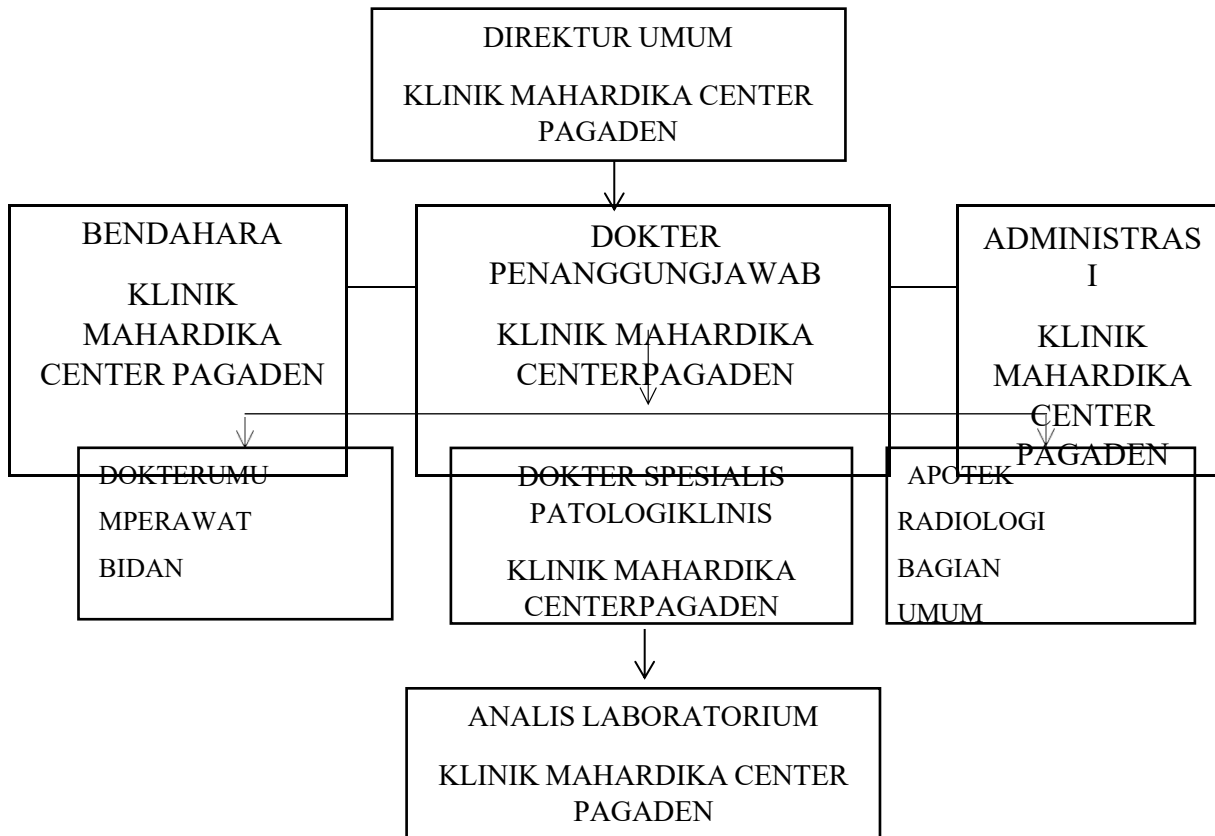 DIREKTUR UMUM
KLINIK MAHARDIKA CENTER
PAGADEN
BENDAHARA
KLINIK
MAHARDIKA
CENTER PAGADEN
DOKTER
PENANGGUNGJAWAB
KLINIK MAHARDIKA
CENTERPAGADEN
ADMINISTRAS
I
KLINIK
MAHARDIKA
CENTER
PAGADEN
DOKTERUMU
MPERAWAT
BIDAN
DOKTER SPESIALIS
PATOLOGIKLINIS
KLINIK MAHARDIKA
CENTERPAGADEN
APOTEK
RADIOLOGI
BAGIAN
UMUM
ANALIS LABORATORIUM
KLINIK MAHARDIKA CENTER
PAGADEN